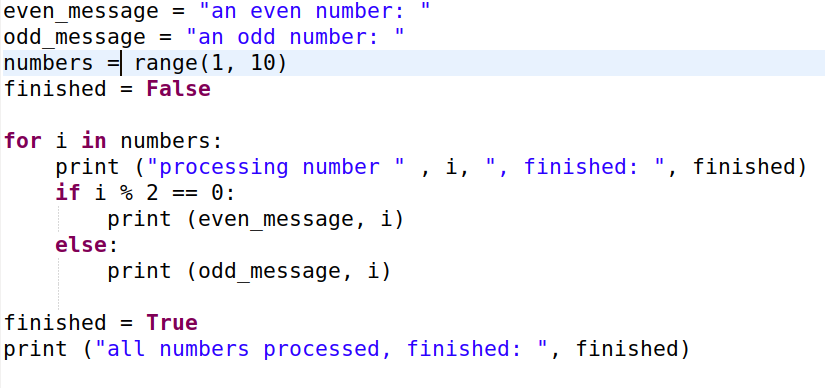 even_message = "an even number: "
odd_message = "an odd number: "
numbers = range(1, 10)
finished = False
for i in numbers:
    print ("processing number " , i, ", finished: ", finished)
    if i % 2 == 0:
        print (even_message, i)
    else:
        print (odd_message, i)
finished = True
print ("all numbers processed, finished: ", finished)